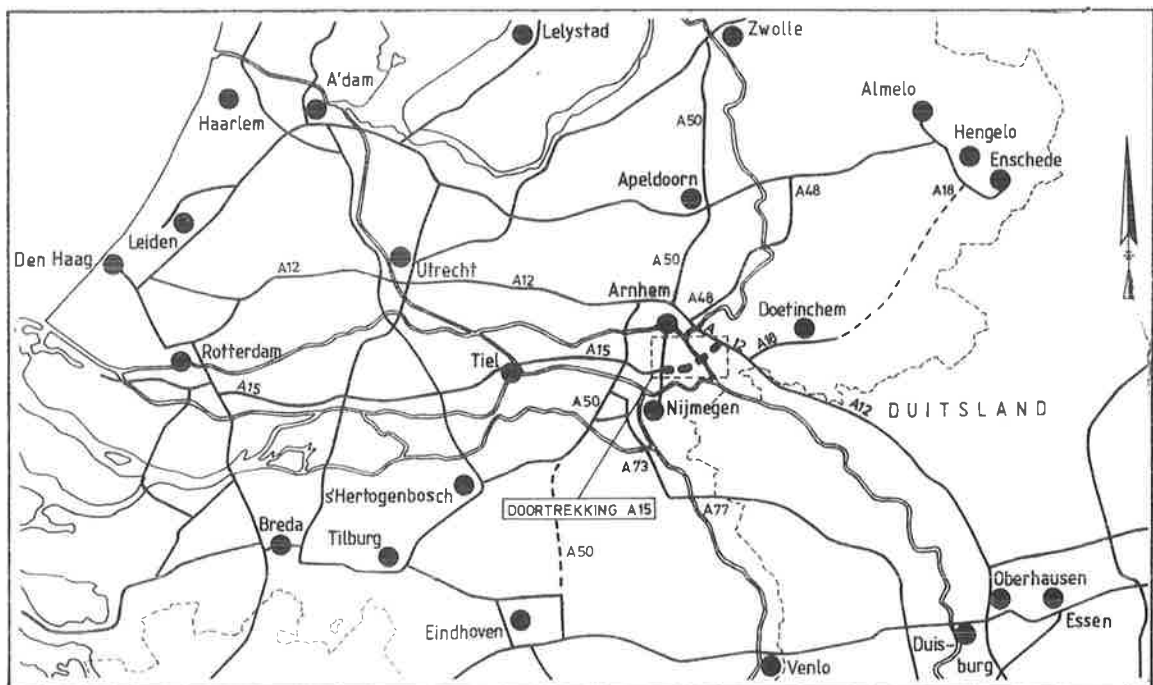 Lelystad
Zwolle
A'dam
Haarlem
Almelo
A50
Hengelo
Enschede
Apeldoorn
A48
A18
Leiden
Den Haag
Utrecht
A50
A12
A12
Arnhem
A48
Doetinchem
A12
A18
Rotterdam
Tiel
A15
A15
A50
Nijmegen
A12
DUITSLAND
A73
s'Hertogenbosch
DOORTREKKING A15
A77
Breda
Tilburg
A50
Oberhausen
Eindhoven
Essen
Duis-
burg
Venlo